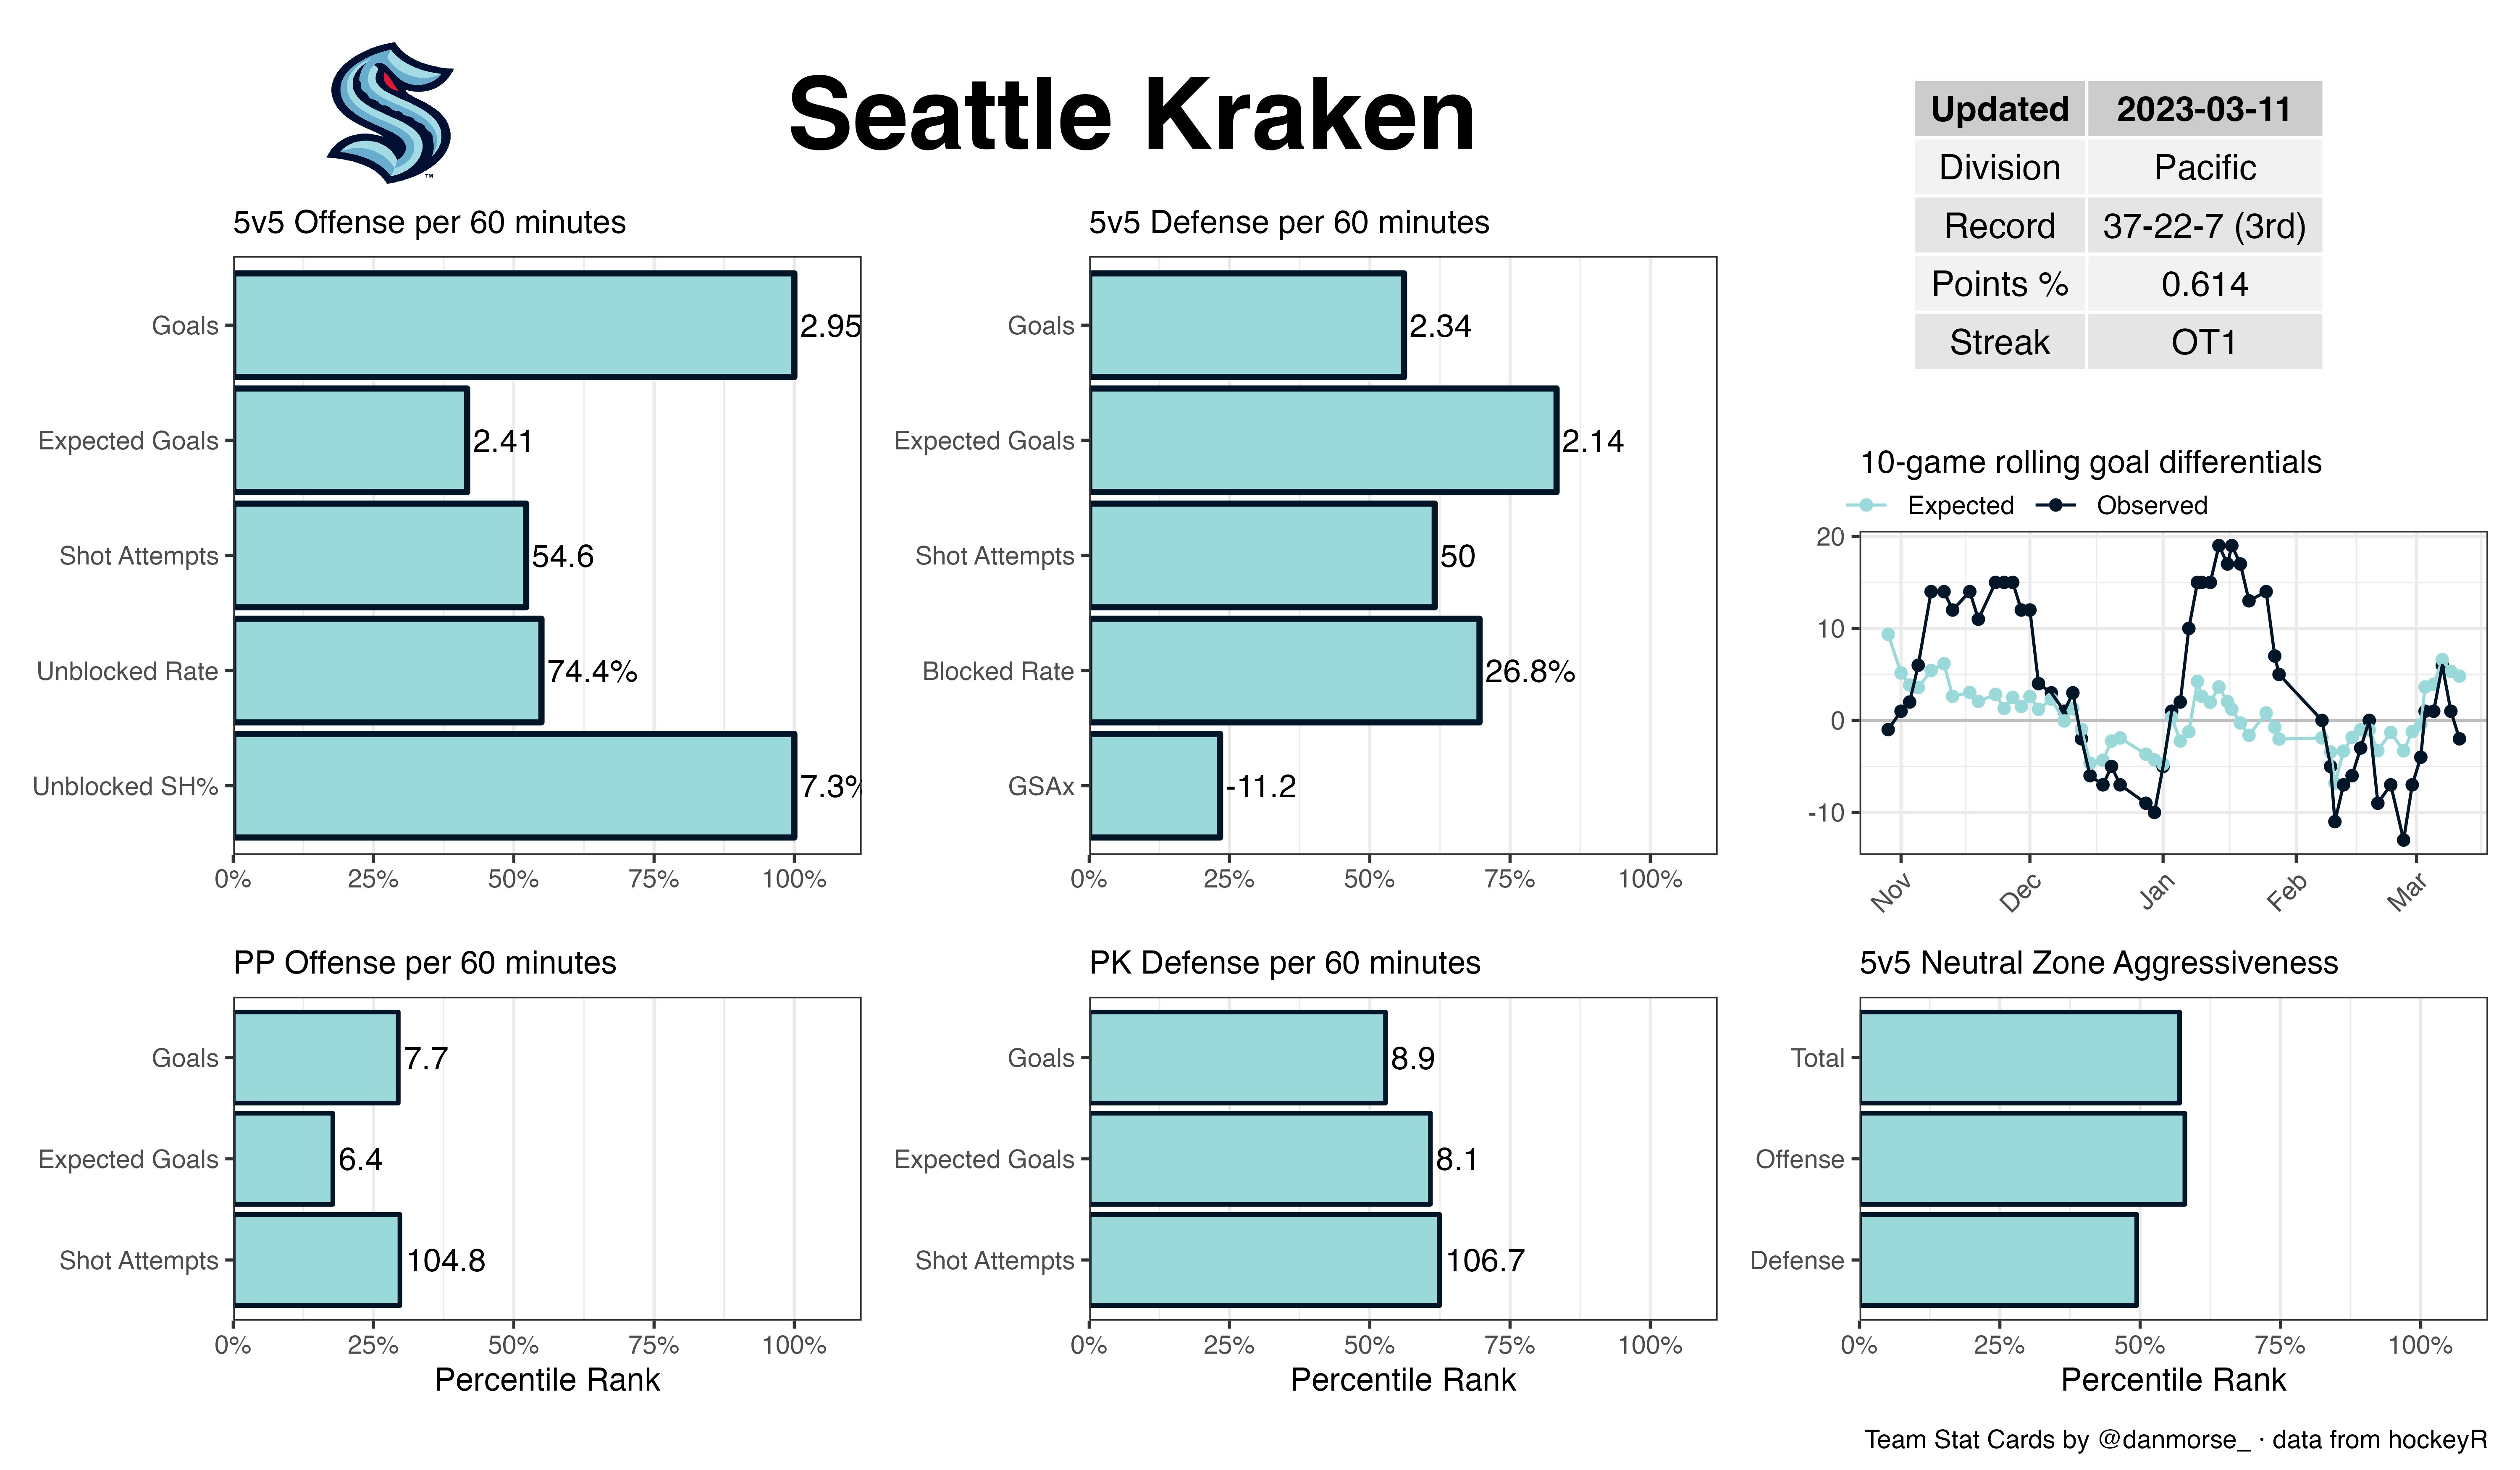 Seattle Kraken
TM
Updated 2023-03-11
Division Pacific
Record 37-22-7 (3rd)
Points % 0.614
Streak OT1
5v5 Offense per 60 minutes
Goals 2.95
Expected Goals 2.41
Shot Attempts 54.6
Unblocked Rate 74.4%
Unblocked SH% 7.3%
0% 25% 50% 75% 100%
5v5 Defense per 60 minutes
Goals 2.34
Expected Goals 2.14
Shot Attempts 50
Blocked Rate 26.8%
GSAx -11.2
0% 25% 50% 75% 100%
10-game rolling goal differentials
Expected Observed
20
10
0
-10
Nov Dec Jan Feb Mar
PP Offense per 60 minutes
Goals 7.7
Expected Goals 6.4
Shot Attempts 104.8
0% 25% 50% 75% 100%
Percentile Rank
PK Defense per 60 minutes
Goals 8.9
Expected Goals 8.1
Shot Attempts 106.7
0% 25% 50% 75% 100%
Percentile Rank
5v5 Neutral Zone Aggressiveness
Total
Offense
Defense
0% 25% 50% 75% 100%
Percentile Rank
Team Stat Cards by @danmorse_ · data from hockeyR